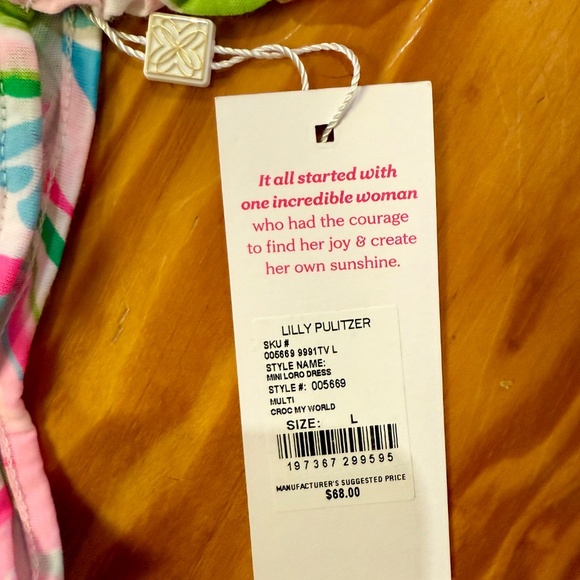 It all started with
one incredible woman
who had the courage
to find her joy & create
her own sunshine.
LILLY PULITZER
SKU #
005669 9991TV L
STYLE NAME:
MINI LORO DRESS
STYLE #: 005669
MULTI
CROC MY WORLD
SIZE: L
197367 299595
MANUFACTURER'S SUGGESTED PRICE
$68.00